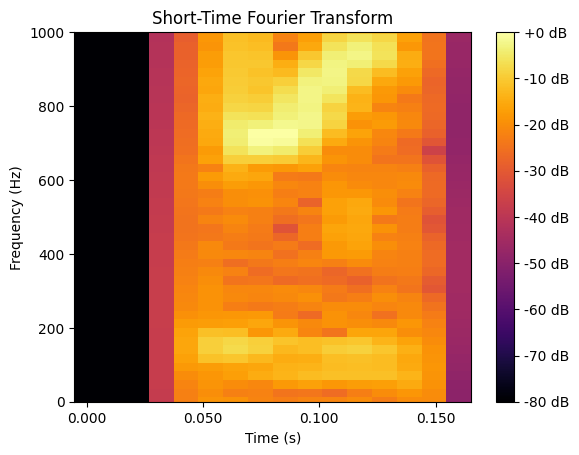 Short-Time Fourier Transform
1000
800
600
400
200
0
Frequency (Hz)
0.000
0.050
0.100
0.150
Time (s)
+0 dB
-10 dB
-20 dB
-30 dB
-40 dB
-50 dB
-60 dB
-70 dB
-80 dB